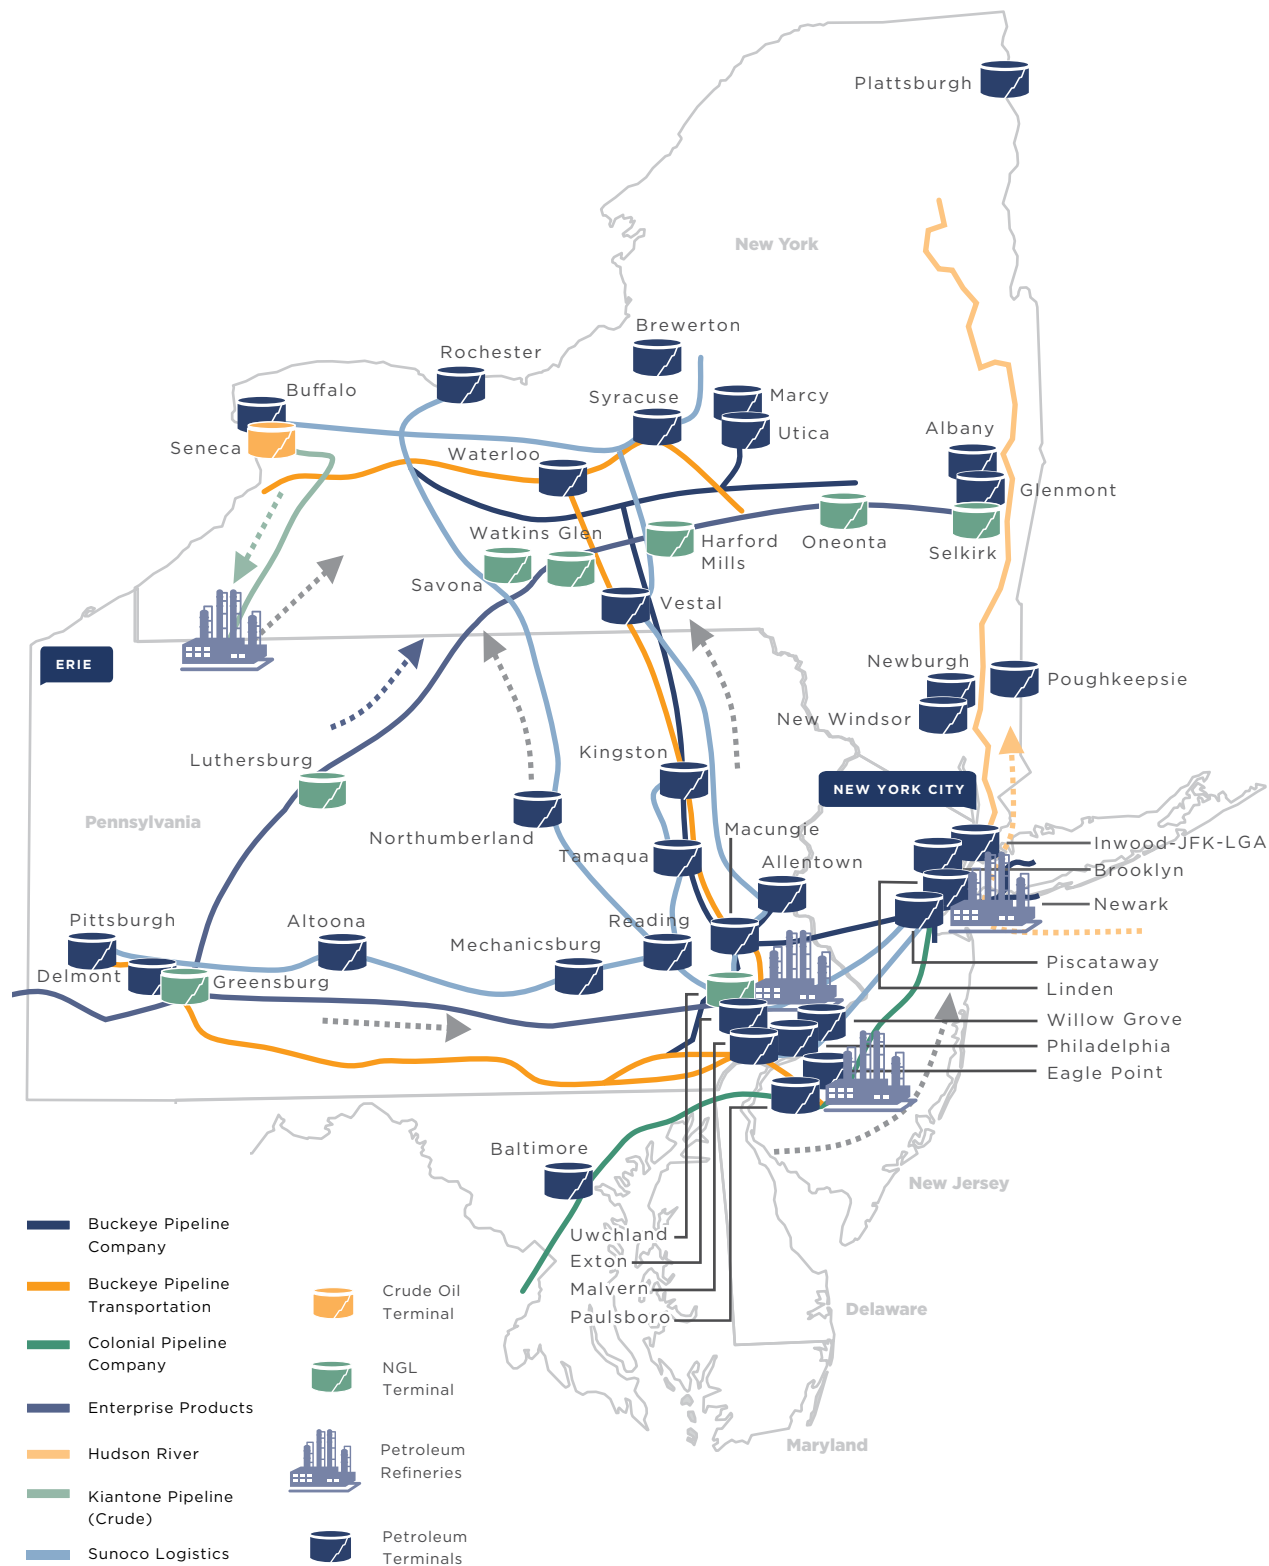 Plattsburgh
New York
Brewerton
Rochester
Buffalo
Syracuse
Marcy
Seneca
Waterloo
Utica
Albany
Glenmont
Watkins Glen
Harford
Mills
Oneonta
Selkirk
Savona
Vestal
ERIE
Newburgh
Poughkeepsie
New Windsor
Luthersburg
Kingston
NEW YORK CITY
Pennsylvania
Northumberland
Macungie
Tamaqua
Allentown
Inwood-JFK-LGA
Brooklyn
Newark
Pittsburgh
Altoona
Mechanicsburg
Reading
Delmont
Greensburg
Piscataway
Linden
Willow Grove
Philadelphia
Eagle Point
Baltimore
New Jersey
Uwchland
Exton
Malvern
Paulsboro
Delaware
Maryland
Buckeye Pipeline
Company
Buckeye Pipeline
Transportation
Colonial Pipeline
Company
Enterprise Products
Hudson River
Kiantone Pipeline
(Crude)
Sunoco Logistics
Crude Oil
Terminal
NGL
Terminal
Petroleum
Refineries
Petroleum
Terminals